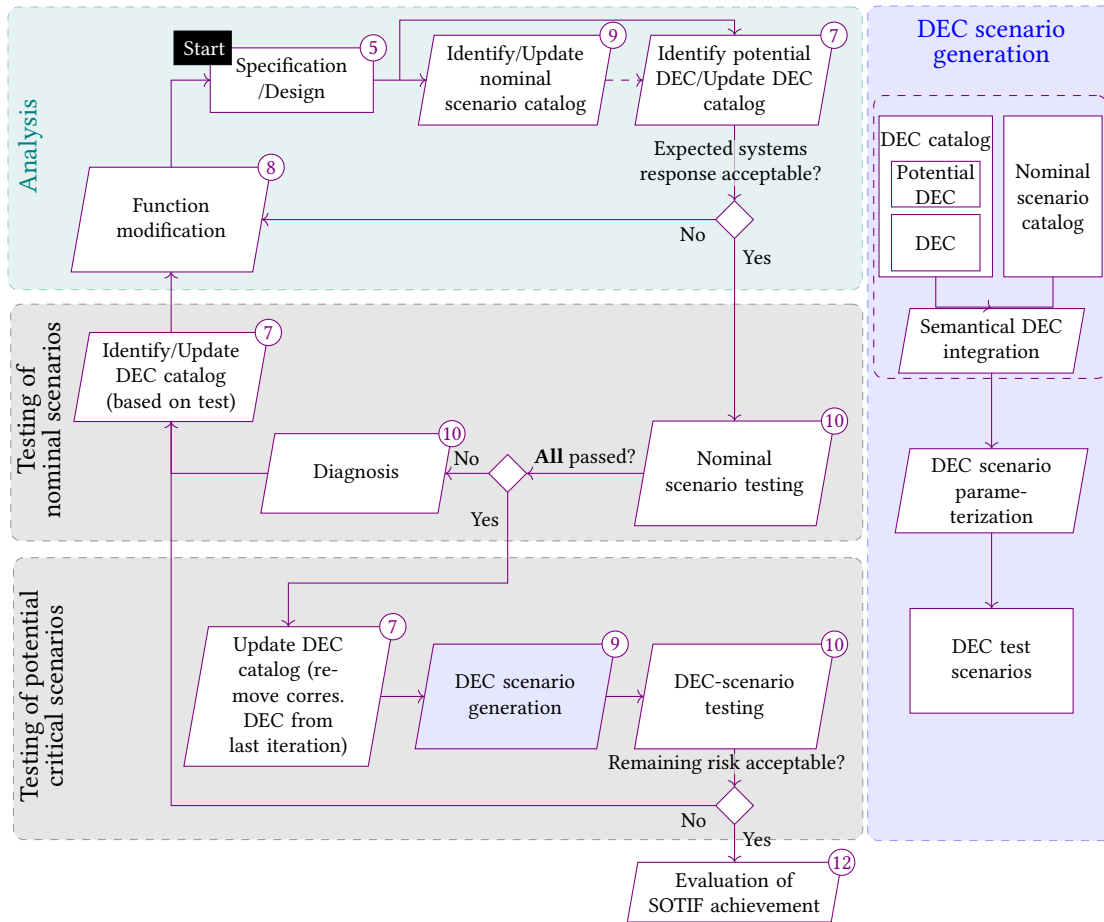 Analysis
Start
5
Specification
/Design
9
Identify/Update
nominal
scenario catalog
7
Identify potential
DEC/Update DEC
catalog
Expected systems
response acceptable?
8
Function
modification
No
Yes
Testing of
nominal scenarios
7
Identify/Update
DEC catalog
(based on test)
10
Diagnosis
No
All passed?
Yes
10
Nominal
scenario testing
Testing of potential
critical scenarios
7
Update DEC
catalog (re-
move corres.
DEC from
last iteration)
9
DEC scenario
generation
10
DEC-scenario
testing
Remaining risk acceptable?
No
Yes
12
Evaluation of
SOTIF achievement
DEC scenario
generation
DEC catalog
Potential
DEC
DEC
Nominal
scenario
catalog
Semantical DEC
integration
DEC scenario
parame-
terization
DEC test
scenarios